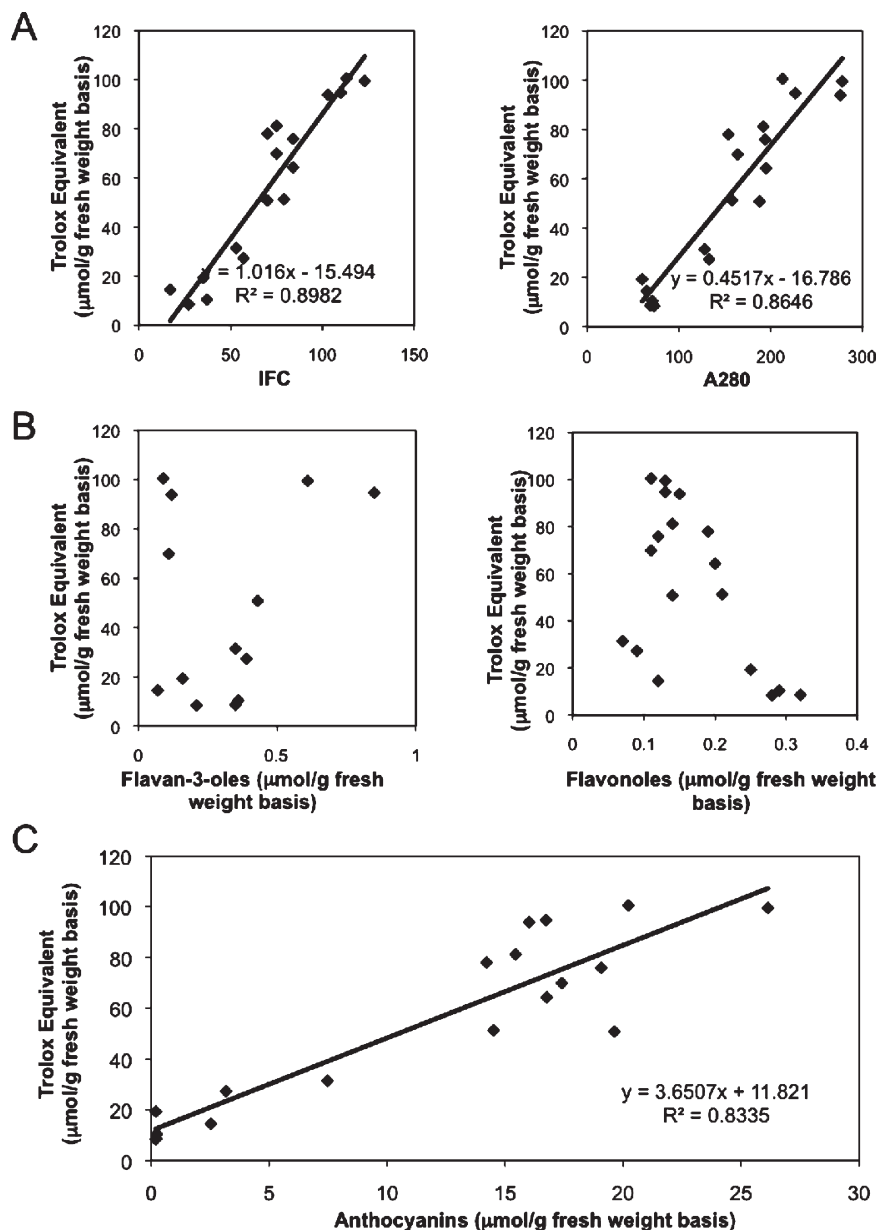 A
Trolox Equivalent
(µmol/g fresh weight basis)
120
100
80
60
40
20
0
= 1.016x - 15.494
R² = 0.8982
0
50
100
150
IFC
Trolox Equivalent
(µmol/g fresh weight basis)
120
100
80
60
40
20
0
y = 0.4517x - 16.786
R² = 0.8646
0
100
200
300
A280
B
Trolox Equivalent
(µmol/g fresh weight basis)
120
100
80
60
40
20
0
0
0.5
1
Flavan-3-oles (µmol/g fresh
weight basis)
Trolox Equivalent
(µmol/g fresh weight basis)
120
100
80
60
40
20
0
0
0.1
0.2
0.3
0.4
Flavonoles (µmol/g fresh weight
basis)
C
Trolox Equivalent
(µmol/g fresh weight basis)
120
100
80
60
40
20
0
y = 3.6507x + 11.821
R² = 0.8335
0
5
10
15
20
25
30
Anthocyanins (µmol/g fresh weight basis)